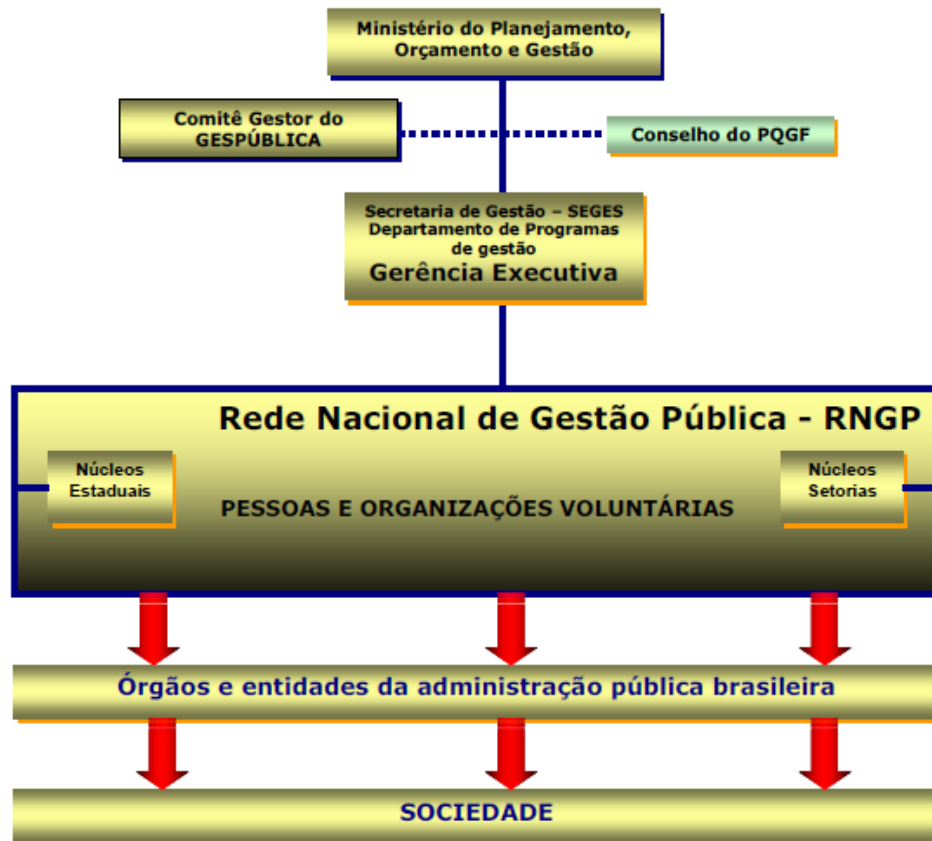 Ministério do Planejamento,
Orçamento e Gestão
Comitê Gestor do
GESPÚBLICA
Conselho do PQGF
Secretaria de Gestão – SEGES
Departamento de Programas
de gestão
Gerência Executiva
Rede Nacional de Gestão Pública - RNGP
Núcleos
Estaduais
Núcleos
Setorias
PESSOAS E ORGANIZAÇÕES VOLUNTÁRIAS
Órgãos e entidades da administração pública brasileira
SOCIEDADE